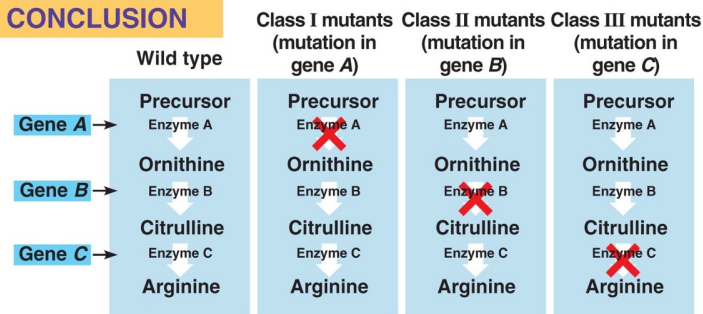 CONCLUSION
Wild type
Class I mutants
(mutation in
gene A)
Class II mutants
(mutation in
gene B)
Class III mutants
(mutation in
gene C)
Gene A
Gene B
Gene C
Precursor
Enzyme A
Ornithine
Enzyme B
Citrulline
Enzyme C
Arginine
Precursor
Enzyme A
Ornithine
Enzyme B
Citrulline
Enzyme C
Arginine
Precursor
Enzyme A
Ornithine
Enzyme B
Citrulline
Enzyme C
Arginine
Precursor
Enzyme A
Ornithine
Enzyme B
Citrulline
Enzyme C
Arginine